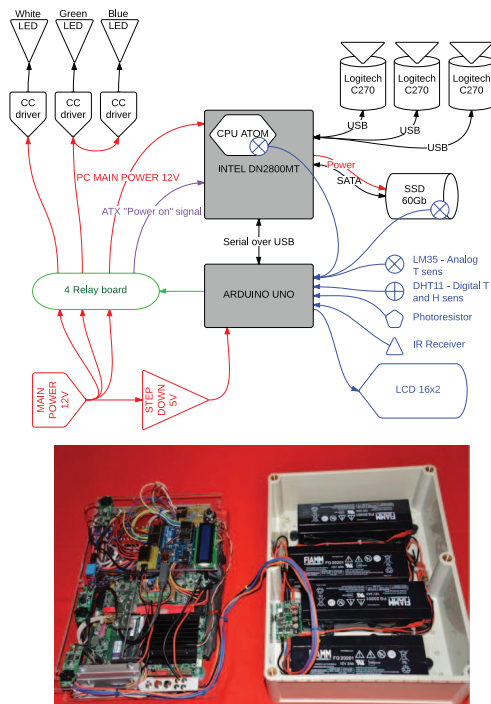 White
LED
Green
LED
Blue
LED
CC
driver
CC
driver
CC
driver
Logitech
C270
Logitech
C270
Logitech
C270
USB
USB
USB
CPU ATOM
INTEL DN2800MT
PC MAIN POWER 12V
Power
SATA
SSD
60Gb
ATX "Power on" signal
Serial over USB
4 Relay board
ARDUINO UNO
LM35 - Analog
T sens
DHT11 - Digital T
and H sens
Photoresistor
IR Receiver
LCD 16x2
MAIN
POWER
12V
STEP
DOWN
5V
FIAMM
FIAMM
FG20201
FIAMM
FG20201
FIAMM
FG20201